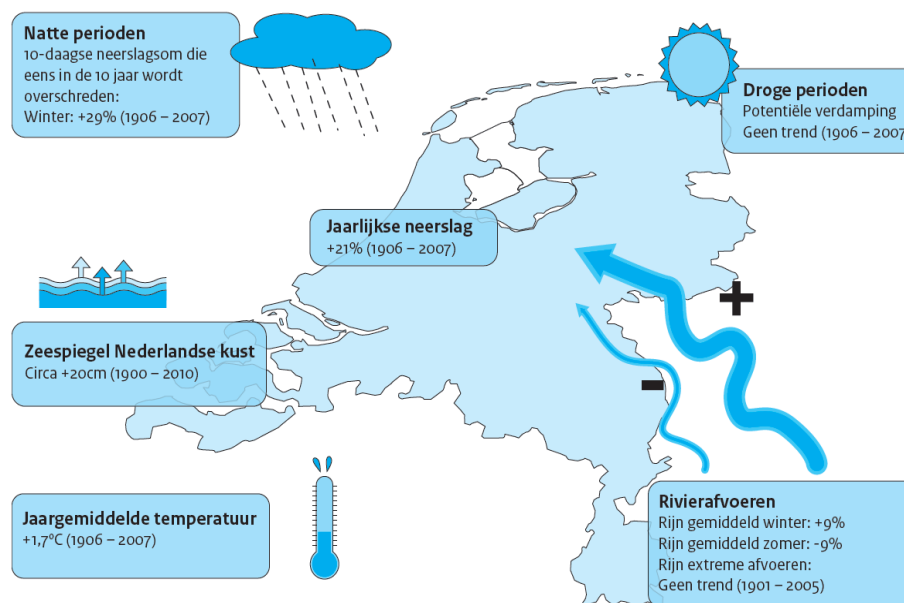 Natte perioden
10-daagse neerslagsom die
eens in de 10 jaar wordt
overschreden:
Winter: +29% (1906 – 2007)
Droge perioden
Potentiële verdamping
Geen trend (1906 – 2007
Jaarlijkse neerslag
+21% (1906 – 2007)
Zeespiegel Nederlandse kust
Circa +20cm (1900 – 2010)
Jaargemiddelde temperatuur
+1,7°C (1906 – 2007)
Rivierafvoeren
Rijn gemiddeld winter: +9%
Rijn gemiddeld zomer: -9%
Rijn extreme afvoeren:
Geen trend (1901 – 2005)